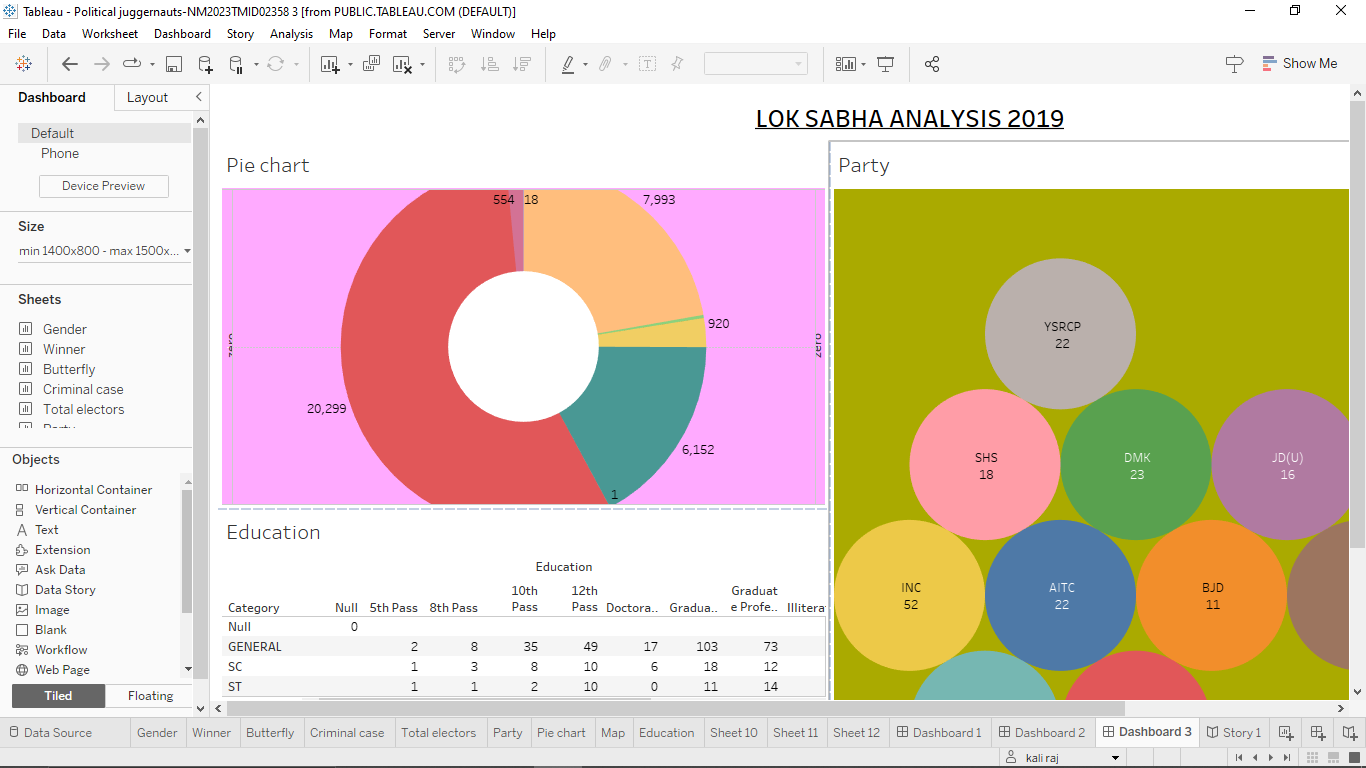 Tableau - Political juggernauts-NM2023TMID02358 3 [from PUBLIC.TABLEAU.COM (DEFAULT)]
File Data Worksheet Dashboard Story Analysis Map Format Server Window Help
Show Me
Dashboard Layout
Default
Phone
Device Preview
Size
min 1400x800 - max 1500x...
Sheets
Gender
Winner
Butterfly
Criminal case
Total electors
Party
Objects
Horizontal Container
Vertical Container
Text
Extension
Ask Data
Data Story
Image
Blank
Workflow
Web Page
Tiled Floating
LOK SABHA ANALYSIS 2019
Pie chart
554 18 7,993
920
20,299
6,152
1
zero zero
Party
YSRCP
22
SHS
18
DMK
23
JD(U)
16
INC
52
AITC
22
BJD
11
Education
Education
Category Null 5th Pass 8th Pass 10th Pass 12th Pass Doctora.. Gradua.. Graduat e Profe.. Illitera
Null 0
GENERAL 2 8 35 49 17 103 73
SC 1 3 8 10 6 18 12
ST 1 1 2 10 0 11 14
Data Source Gender Winner Butterfly Criminal case Total electors Party Pie chart Map Education Sheet 10 Sheet 11 Sheet 12 Dashboard 1 Dashboard 2 Dashboard 3 Story 1
kali raj